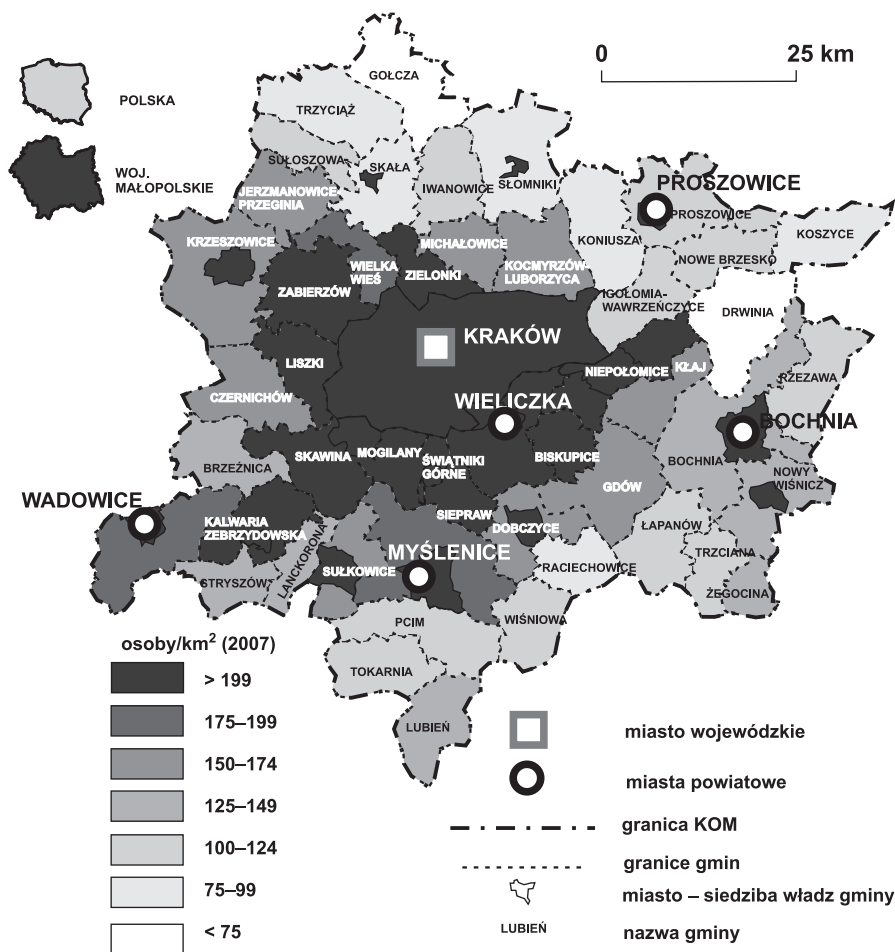 0 25 km
POLSKA
WOJ.
MAŁOPOLSKIE
GOŁCZA
TRZYCIĄŻ
SUŁOSZOWA
SKAŁA
IWANOWICE
SŁOMNIKI
JERZMANOWICE-
PRZEGINIA
PROSZOWICE
PROSZOWICE
KOSZYCE
KRZESZOWICE
WIELKA
WIEŚ
MICHAŁOWICE
ZIELONKI
KOCMYRZÓW-
LUBORZYCA
KONIUSZA
NOWE BRZESKO
ZABIERZÓW
IGOŁOMIA-
WAWRZEŃCZYCE
DRWINIA
KRAKÓW
LISZKI
NIEPOŁOMICE
KŁAJ
RZEZAWA
CZERNICHÓW
WIELICZKA
BOCHNIA
BRZEŹNICA
SKAWINA
MOGILANY
ŚWIĄTNIKI
GÓRNE
BISKUPICE
GDÓW
BOCHNIA
NOWY
WIŚNICZ
WADOWICE
KALWARIA
ZEBRZYDOWSKA
LANCKORONA
SIEPRAW
DOBCZYCE
ŁAPANÓW
MYŚLENICE
STRYSZÓW
SUŁKOWICE
RACIECHOWICE
TRZCIANA
ŻEGOCINA
PCIM
WIŚNIOWA
TOKARNIA
LUBIEŃ
osoby/km² (2007)
> 199
175–199
150–174
125–149
100–124
75–99
< 75
miasto wojewódzkie
miasta powiatowe
granica KOM
granice gmin
miasto – siedziba władz gminy
LUBIEŃ nazwa gminy